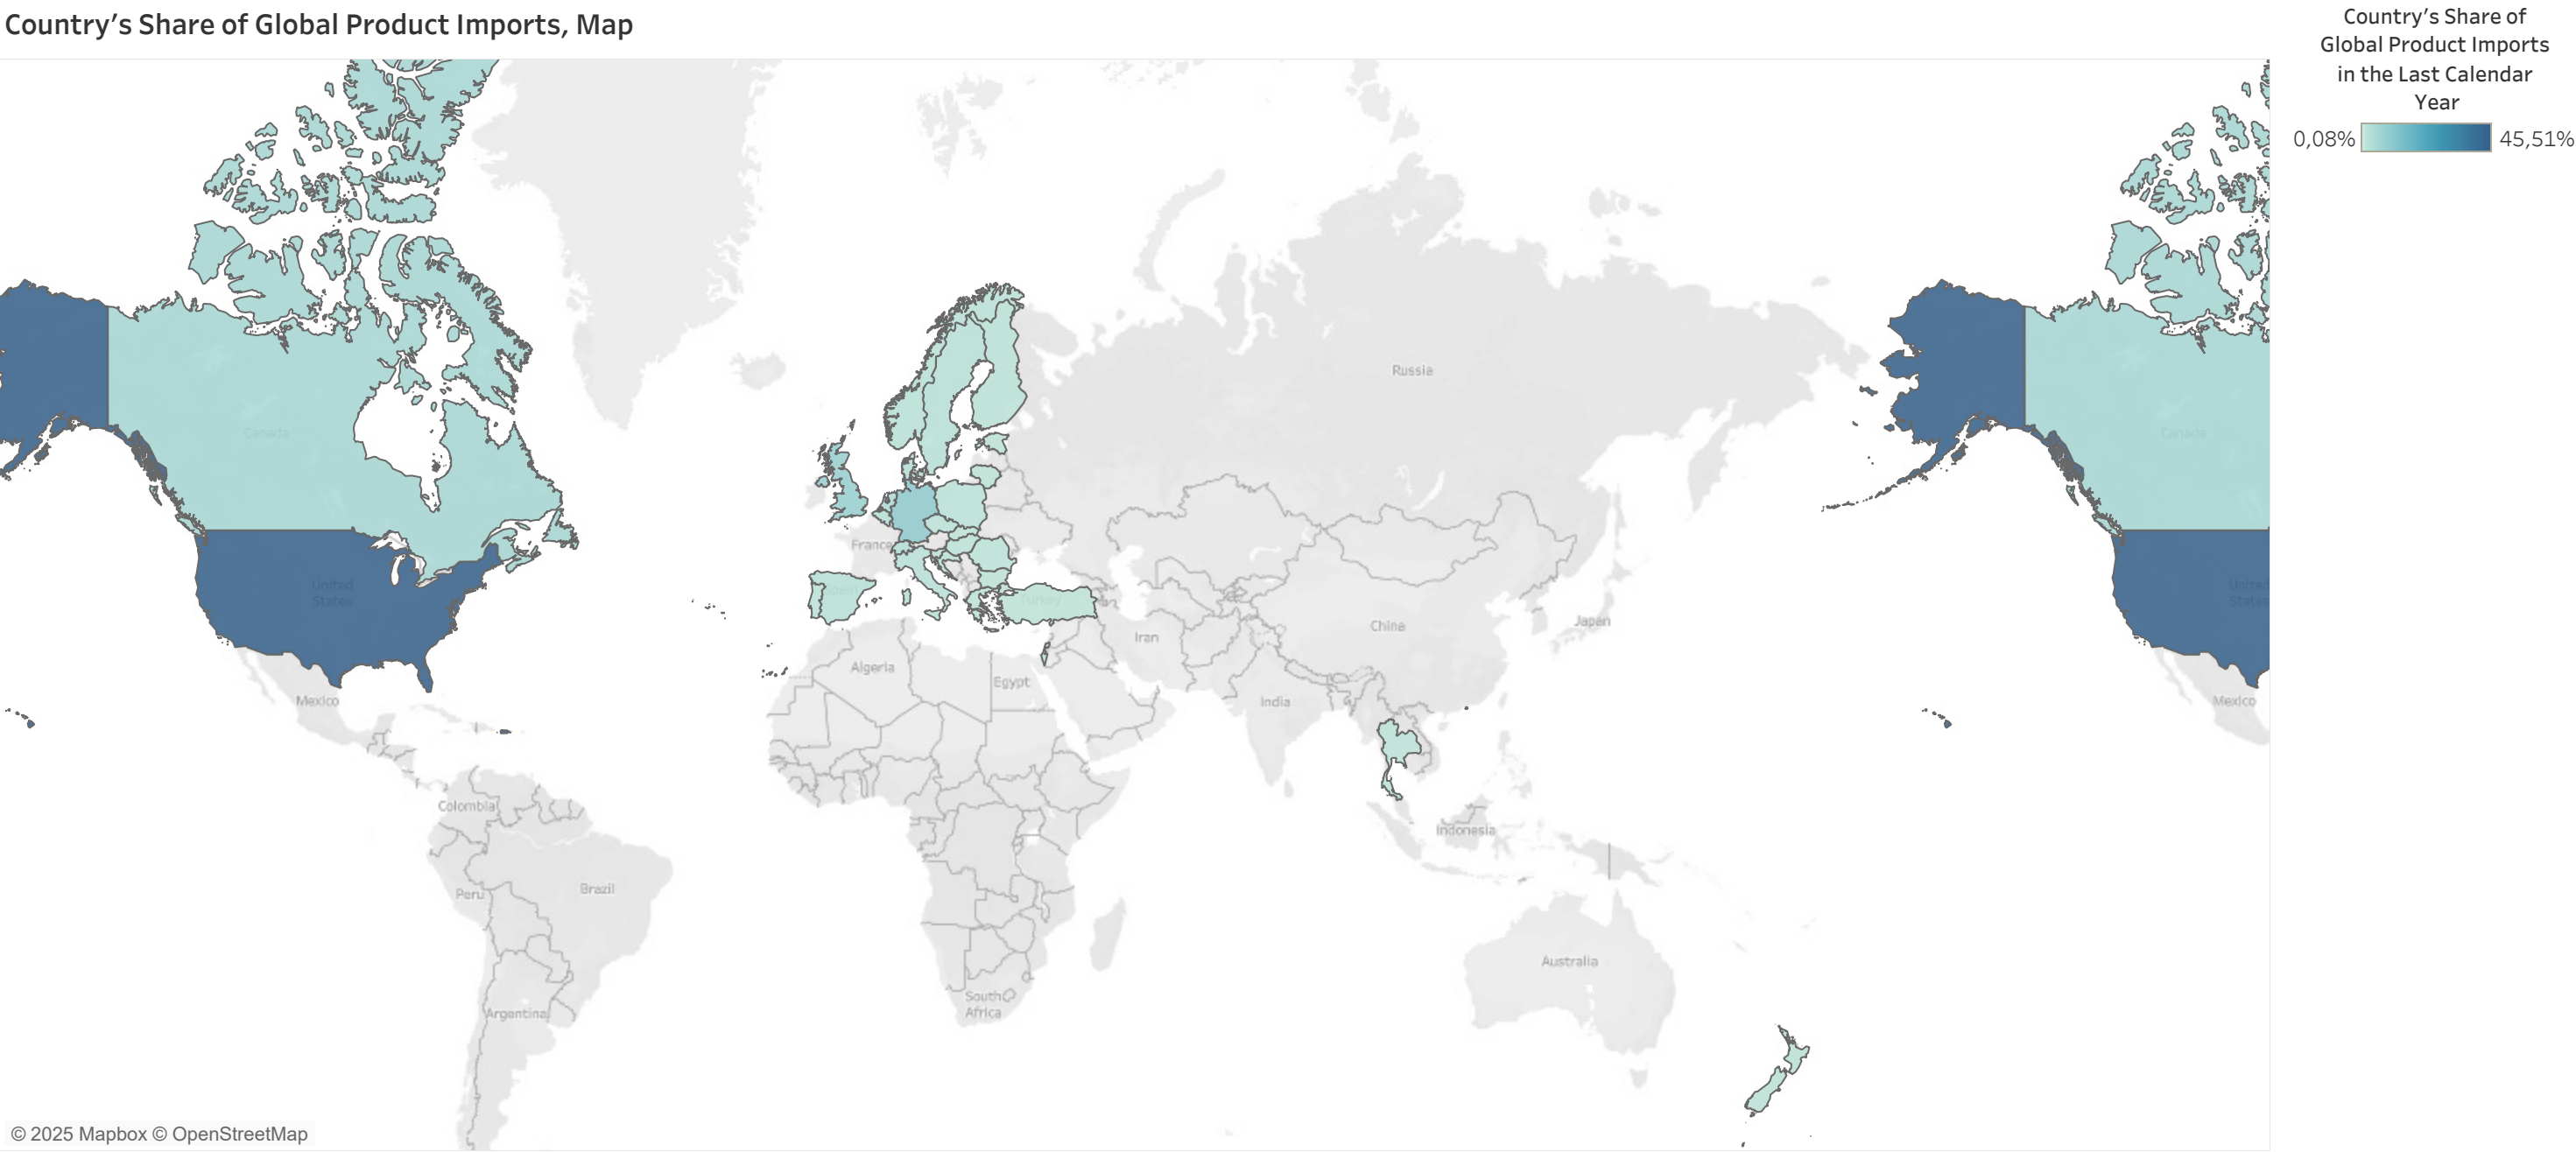 Country's Share of Global Product Imports, Map
Country's Share of
Global Product Imports
in the Last Calendar
Year
0,08%
45,51%
Russia
Canada
Canada
France
United
States
United
States
Spain
Turkey
Japan
China
Iran
Algeria
Egypt
India
Mexico
Mexico
Colombia
Indonesia
Peru
Brazil
Australia
South
Africa
Argentina
© 2025 Mapbox © OpenStreetMap